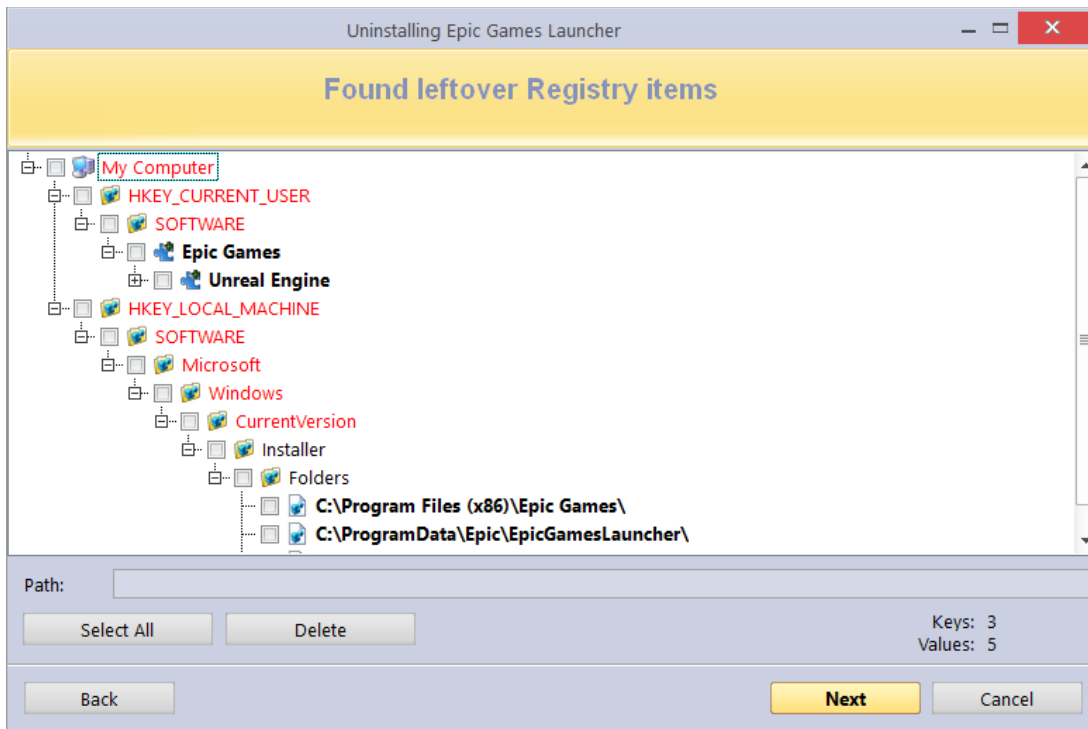 Uninstalling Epic Games Launcher
Found leftover Registry items
My Computer
HKEY_CURRENT_USER
SOFTWARE
Epic Games
Unreal Engine
HKEY_LOCAL_MACHINE
SOFTWARE
Microsoft
Windows
CurrentVersion
Installer
Folders
C:\Program Files (x86)\Epic Games\
C:\ProgramData\Epic\EpicGamesLauncher\
Path:
Select All Delete Keys: 3
Values: 5
Back Next Cancel